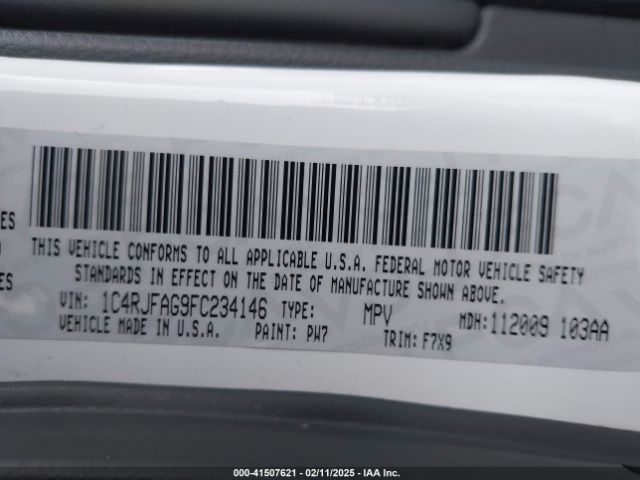 ES
THIS VEHICLE CONFORMS TO ALL APPLICABLE U.S.A. FEDERAL MOTOR VEHICLE SAFETY
STANDARDS IN EFFECT ON THE DATE OF MANUFACTURE SHOWN ABOVE.
ES
VIN: 1C4RJFAG9FC234146 TYPE: MPV MDH:112009 103AA
VEHICLE MADE IN U.S.A. PAINT: PW7 TRIM: F7X9
000-41507621 - 02/11/2025 - IAA Inc.